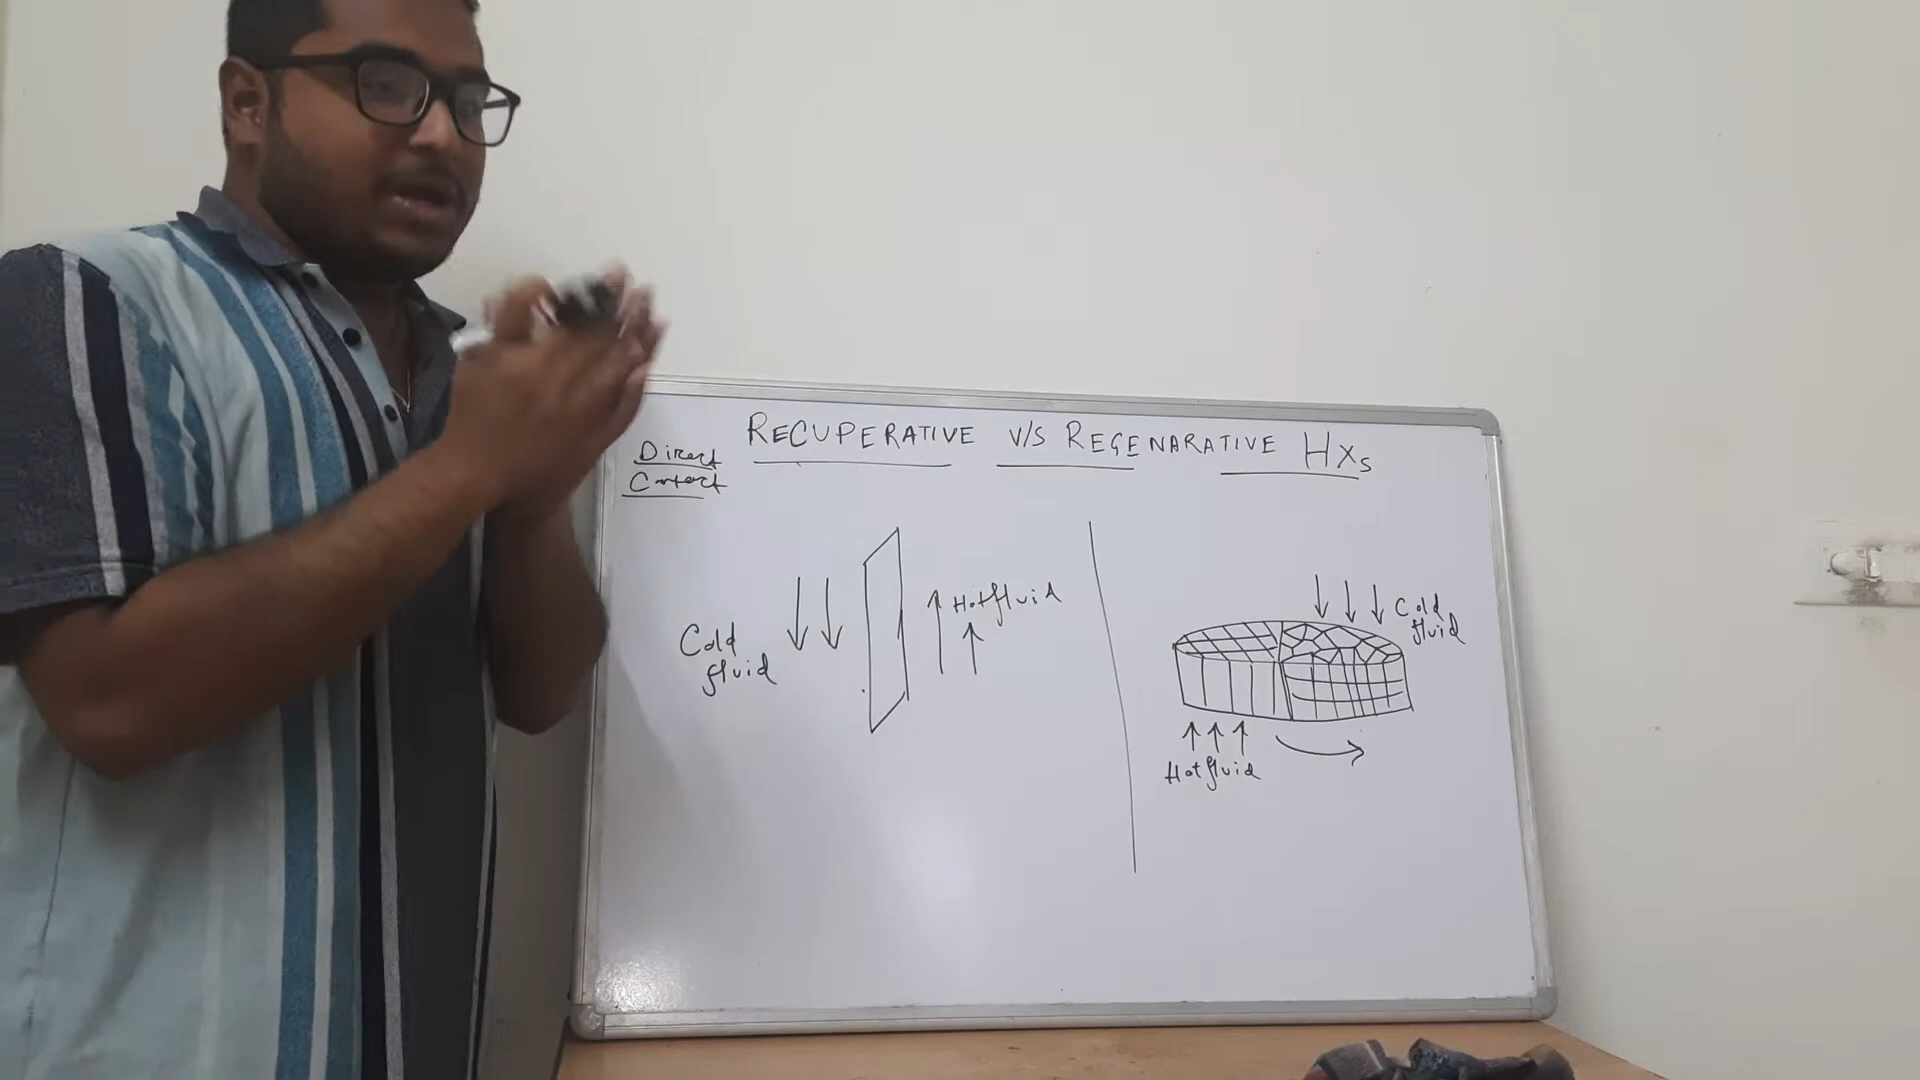 RECUPERATIVE V/S REGENARATIVE HXs
Direct
Contact
Cold
fluid
Hot fluid
Cold
fluid
Hot fluid